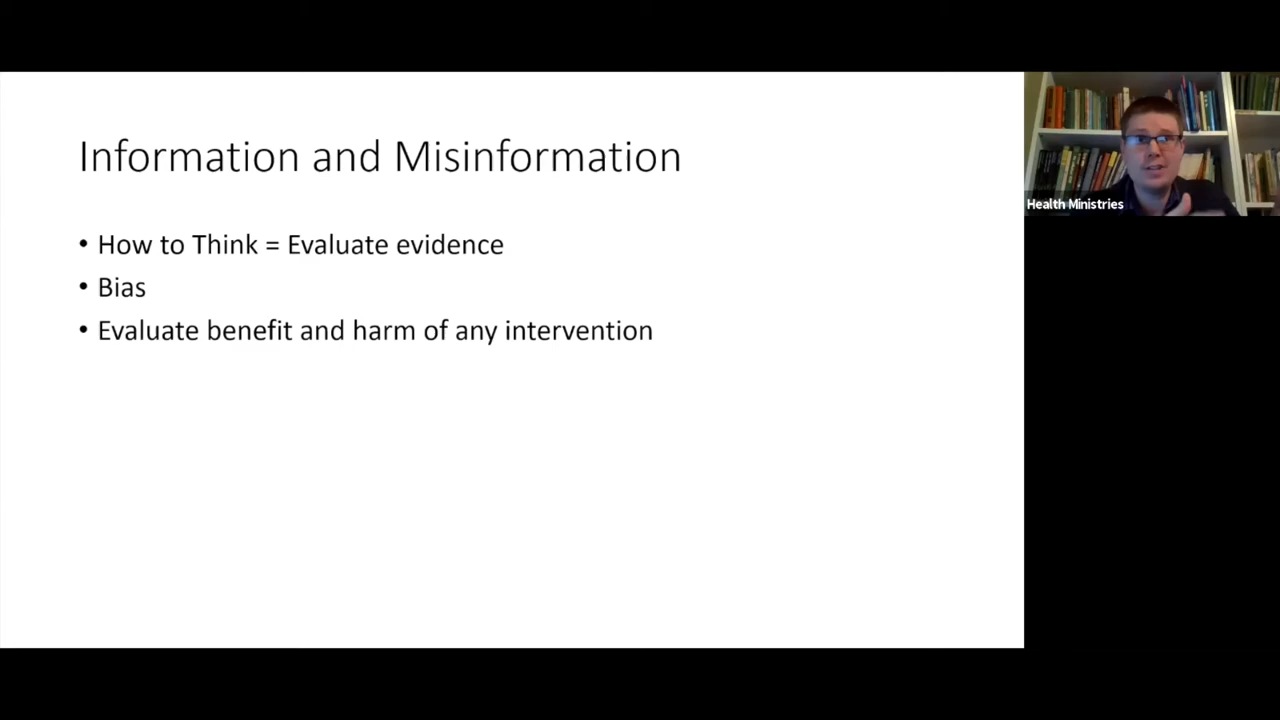 Information and Misinformation
• How to Think = Evaluate evidence
• Bias
• Evaluate benefit and harm of any intervention
Health Ministries